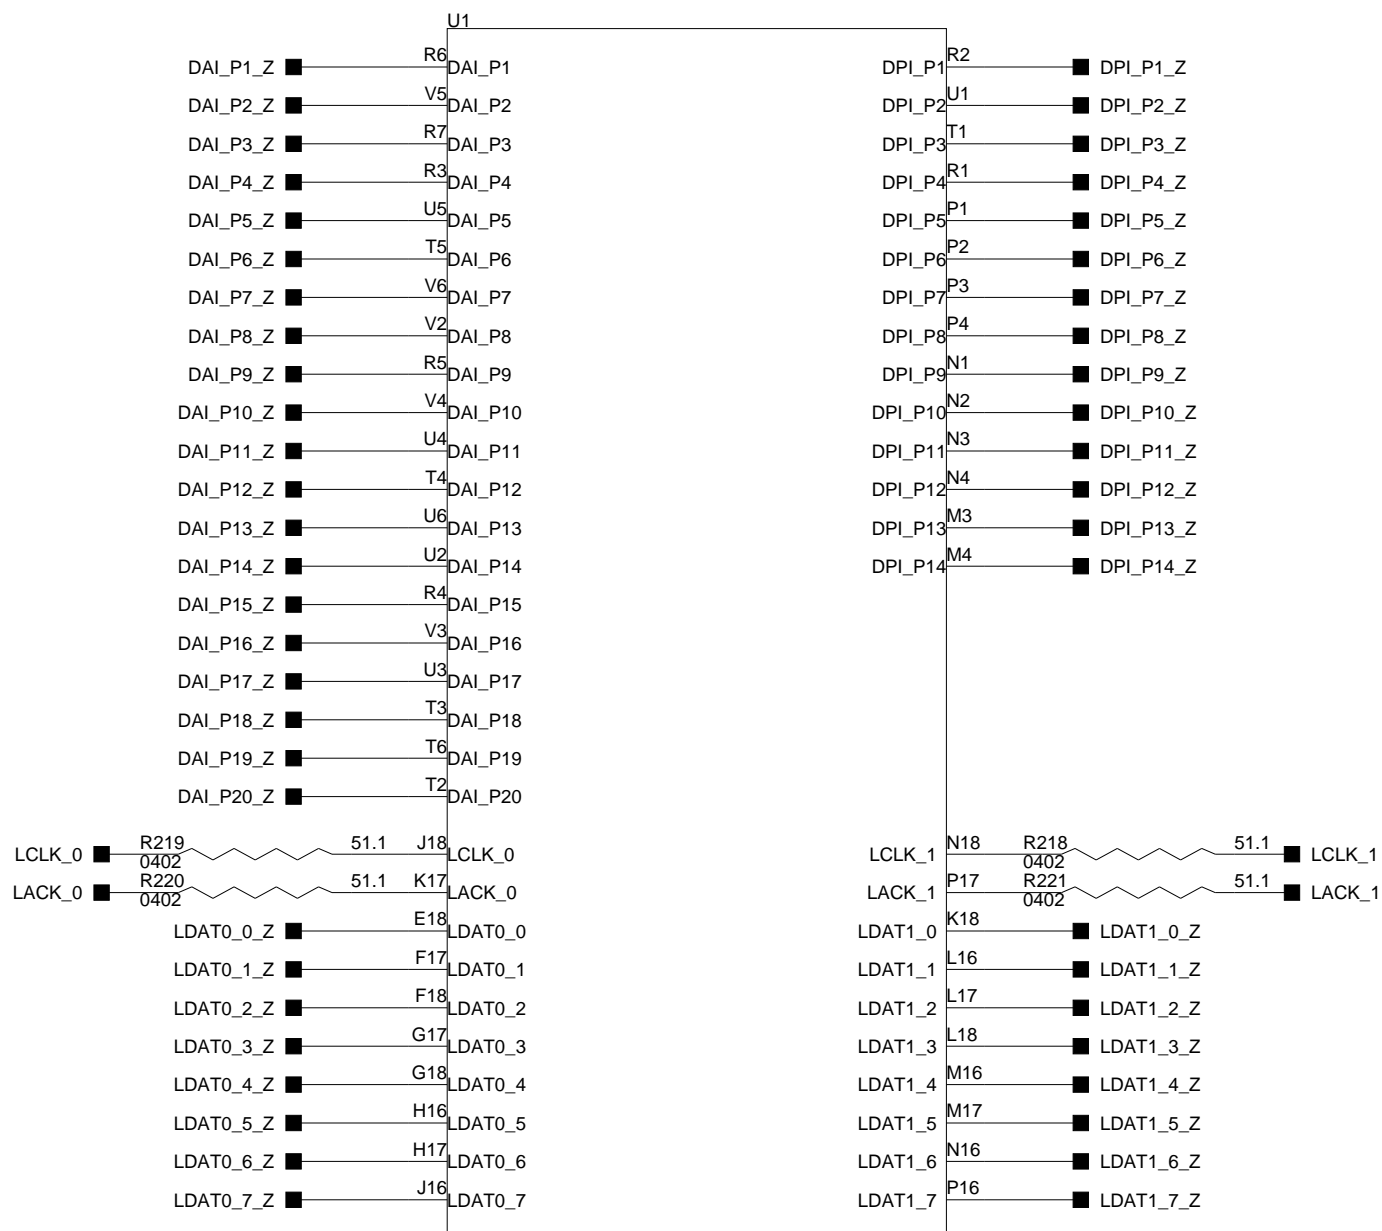 U1
DAI_P1_Z R6 DAI_P1 DPI_P1 R2 DPI_P1_Z
DAI_P2_Z V5 DAI_P2 DPI_P2 U1 DPI_P2_Z
DAI_P3_Z R7 DAI_P3 DPI_P3 T1 DPI_P3_Z
DAI_P4_Z R3 DAI_P4 DPI_P4 R1 DPI_P4_Z
DAI_P5_Z U5 DAI_P5 DPI_P5 P1 DPI_P5_Z
DAI_P6_Z T5 DAI_P6 DPI_P6 P2 DPI_P6_Z
DAI_P7_Z V6 DAI_P7 DPI_P7 P3 DPI_P7_Z
DAI_P8_Z V2 DAI_P8 DPI_P8 P4 DPI_P8_Z
DAI_P9_Z R5 DAI_P9 DPI_P9 N1 DPI_P9_Z
DAI_P10_Z V4 DAI_P10 DPI_P10 N2 DPI_P10_Z
DAI_P11_Z U4 DAI_P11 DPI_P11 N3 DPI_P11_Z
DAI_P12_Z T4 DAI_P12 DPI_P12 N4 DPI_P12_Z
DAI_P13_Z U6 DAI_P13 DPI_P13 M3 DPI_P13_Z
DAI_P14_Z U2 DAI_P14 DPI_P14 M4 DPI_P14_Z
DAI_P15_Z R4 DAI_P15
DAI_P16_Z V3 DAI_P16
DAI_P17_Z U3 DAI_P17
DAI_P18_Z T3 DAI_P18
DAI_P19_Z T6 DAI_P19
DAI_P20_Z T2 DAI_P20
LCLK_0 R219 51.1 J18 LCLK_0 LCLK_1 N18 R218 51.1 LCLK_1
0402 0402
LACK_0 R220 51.1 K17 LACK_0 LACK_1 P17 R221 51.1 LACK_1
0402 0402
LDAT0_0_Z E18 LDAT0_0 LDAT1_0 K18 LDAT1_0_Z
LDAT0_1_Z F17 LDAT0_1 LDAT1_1 L16 LDAT1_1_Z
LDAT0_2_Z F18 LDAT0_2 LDAT1_2 L17 LDAT1_2_Z
LDAT0_3_Z G17 LDAT0_3 LDAT1_3 L18 LDAT1_3_Z
LDAT0_4_Z G18 LDAT0_4 LDAT1_4 M16 LDAT1_4_Z
LDAT0_5_Z H16 LDAT0_5 LDAT1_5 M17 LDAT1_5_Z
LDAT0_6_Z H17 LDAT0_6 LDAT1_6 N16 LDAT1_6_Z
LDAT0_7_Z J16 LDAT0_7 LDAT1_7 P16 LDAT1_7_Z